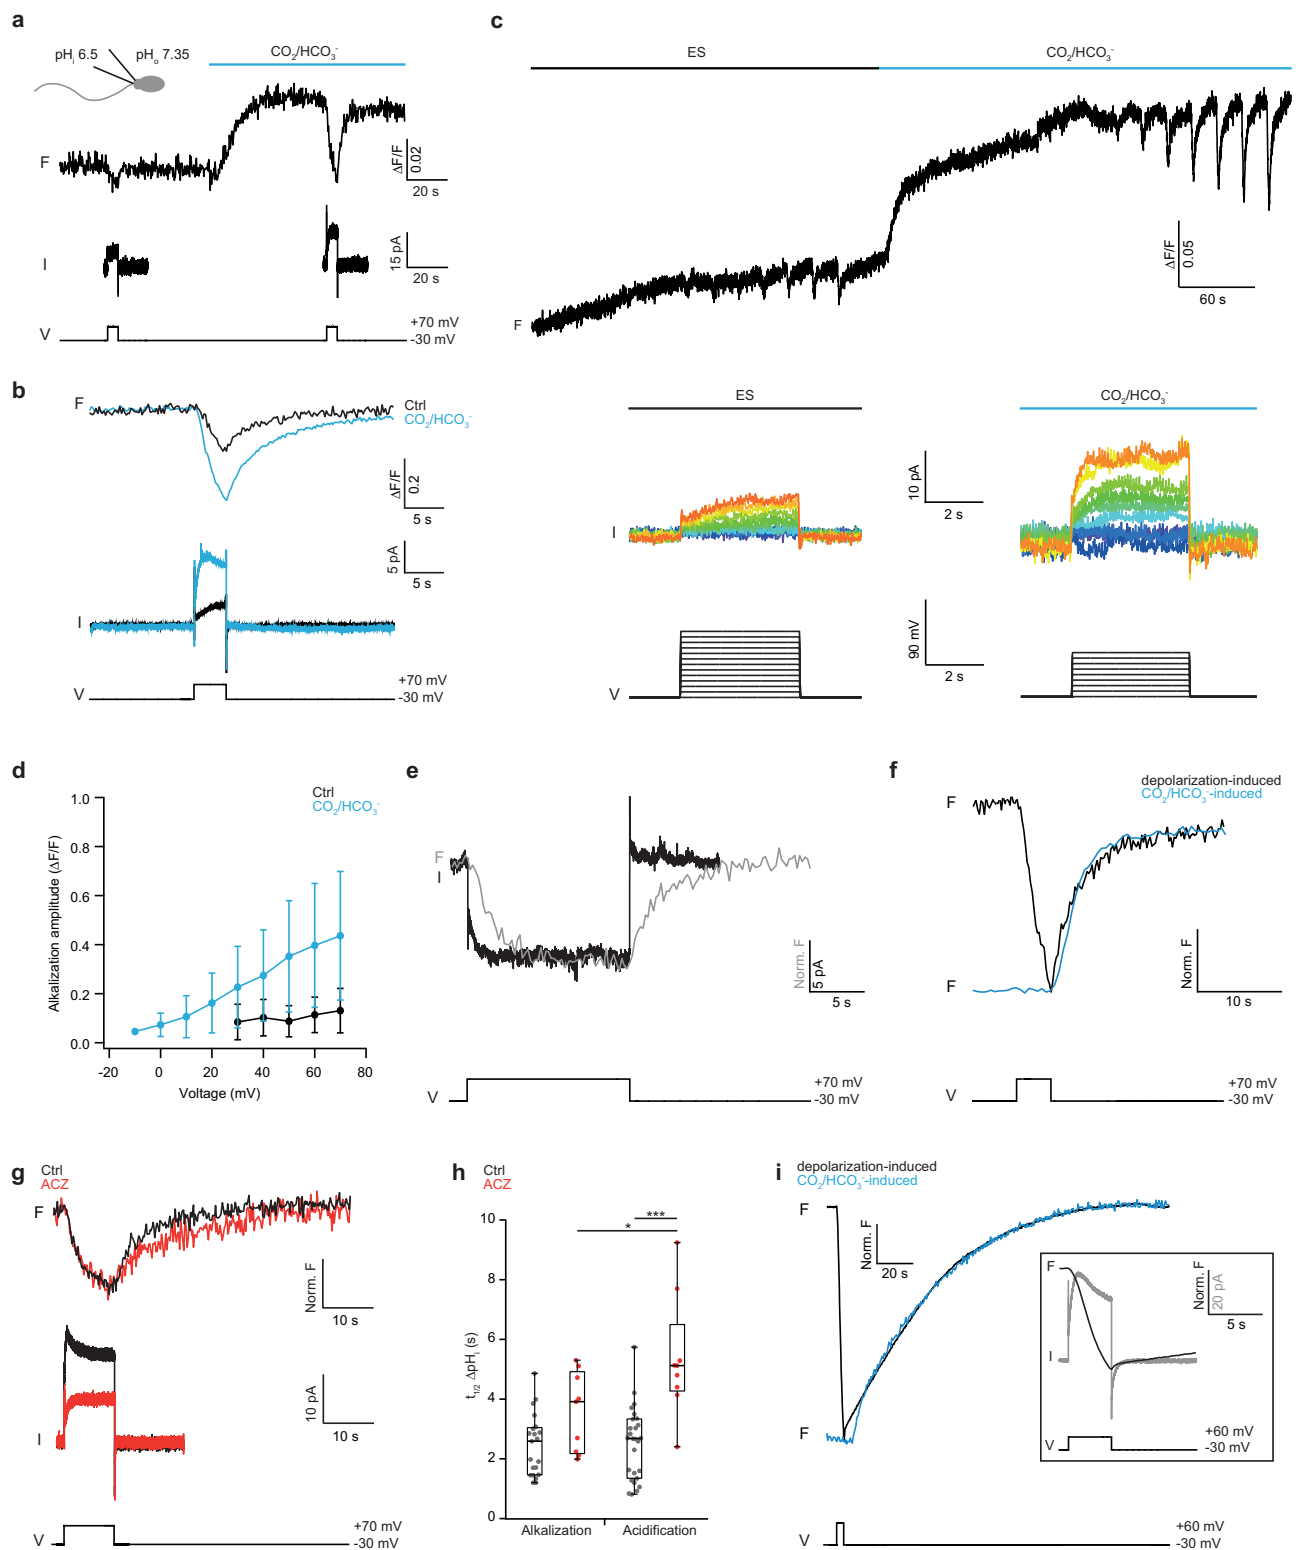 a
pHi 6.5
pHo 7.35
CO2/HCO3-
F
ΔF/F
0.02
20 s
I
15 pA
20 s
V
+70 mV
-30 mV
b
F
Ctrl
CO2/HCO3-
ΔF/F
0.2
5 s
5 pA
5 s
I
V
+70 mV
-30 mV
c
ES
CO2/HCO3-
F
ΔF/F
0.05
60 s
ES
CO2/HCO3-
10 pA
2 s
I
90 mV
2 s
V
d
Ctrl
CO2/HCO3-
Alkalization amplitude (ΔF/F)
1.0
0.8
0.6
0.4
0.2
0.0
-20
0
20
40
60
80
Voltage (mV)
e
F
I
Norm. F
5 pA
5 s
V
+70 mV
-30 mV
f
depolarization-induced
CO2/HCO3--induced
F
F
Norm. F
10 s
V
+70 mV
-30 mV
g
Ctrl
ACZ
F
Norm. F
10 s
10 pA
10 s
I
V
+70 mV
-30 mV
h
Ctrl
ACZ
t1/2 ΔpHi (s)
10
8
6
4
2
0
*
***
Alkalization
Acidification
i
depolarization-induced
CO2/HCO3--induced
F
Norm. F
20 s
F
F
Norm. F
20 pA
5 s
I
V
+60 mV
-30 mV
V
+60 mV
-30 mV